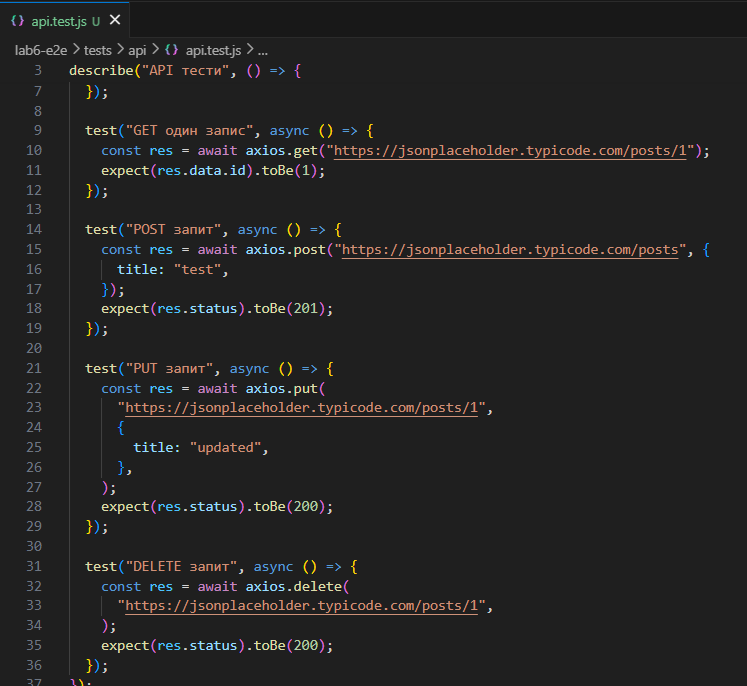 {} api.test.js U ✕
lab6-e2e > tests > api > {} api.test.js > ...
3 describe("API тести", () => {
7   });
8
9   test("GET один запис", async () => {
10     const res = await axios.get("https://jsonplaceholder.typicode.com/posts/1");
11     expect(res.data.id).toBe(1);
12   });
13
14   test("POST запит", async () => {
15     const res = await axios.post("https://jsonplaceholder.typicode.com/posts", {
16       title: "test",
17     });
18     expect(res.status).toBe(201);
19   });
20
21   test("PUT запит", async () => {
22     const res = await axios.put(
23       "https://jsonplaceholder.typicode.com/posts/1",
24       {
25         title: "updated",
26       },
27     );
28     expect(res.status).toBe(200);
29   });
30
31   test("DELETE запит", async () => {
32     const res = await axios.delete(
33       "https://jsonplaceholder.typicode.com/posts/1",
34     );
35     expect(res.status).toBe(200);
36   });
37 });